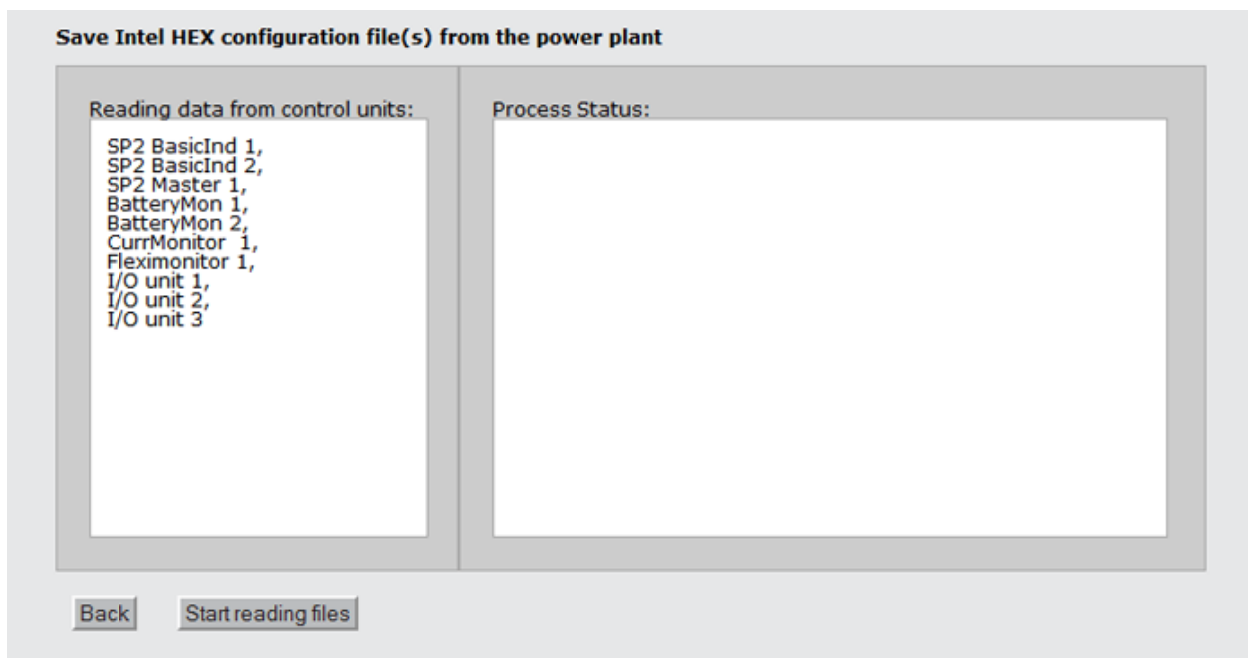 Save Intel HEX configuration file(s) from the power plant
Reading data from control units:
SP2 BasicInd 1,
SP2 BasicInd 2,
SP2 Master 1,
BatteryMon 1,
BatteryMon 2,
CurrMonitor  1,
Fleximonitor 1,
I/O unit 1,
I/O unit 2,
I/O unit 3
Process Status:
Back
Start reading files